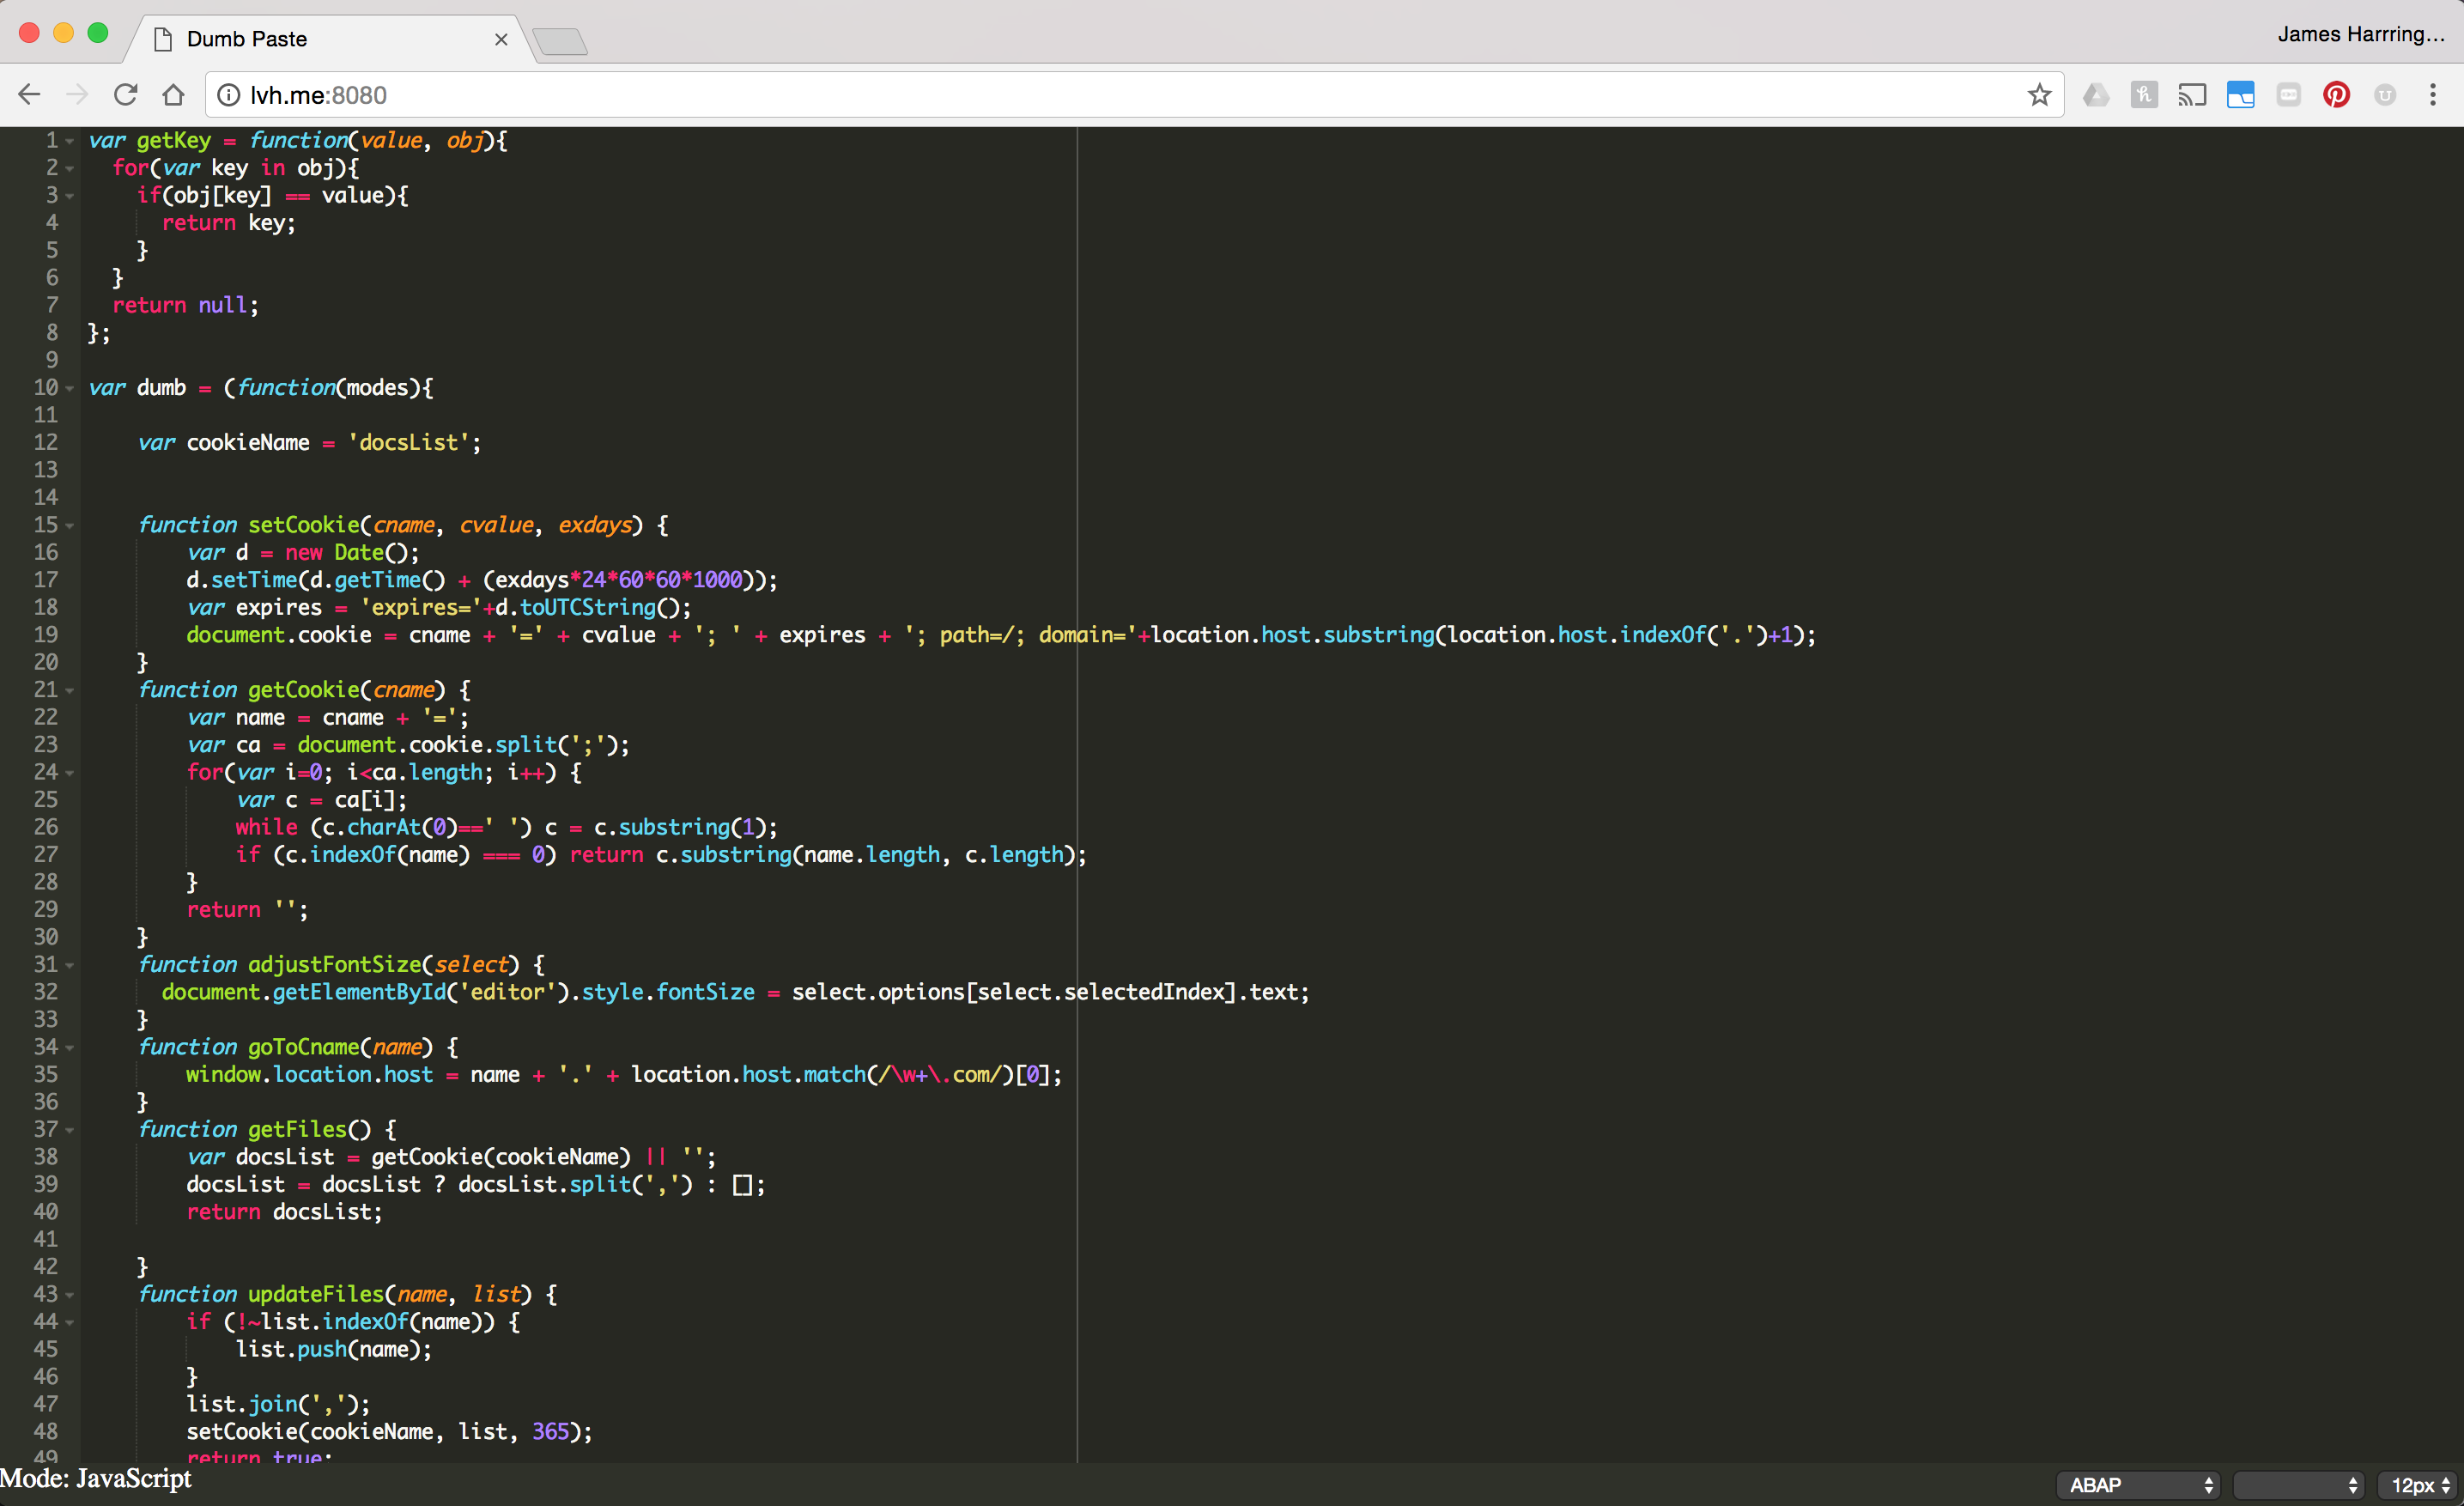 Dumb Paste
James Harrring...
lvh.me:8080
1 var getKey = function(value, obj){
2   for(var key in obj){
3     if(obj[key] == value){
4       return key;
5     }
6   }
7   return null;
8 };
9
10 var dumb = (function(modes){
11
12     var cookieName = 'docsList';
13
14
15     function setCookie(cname, cvalue, exdays) {
16         var d = new Date();
17         d.setTime(d.getTime() + (exdays*24*60*60*1000));
18         var expires = 'expires='+d.toUTCString();
19         document.cookie = cname + '=' + cvalue + '; ' + expires + '; path=/; domain='+location.host.substring(location.host.indexOf('.')+1);
20     }
21     function getCookie(cname) {
22         var name = cname + '=';
23         var ca = document.cookie.split(';');
24         for(var i=0; i<ca.length; i++) {
25             var c = ca[i];
26             while (c.charAt(0)==' ') c = c.substring(1);
27             if (c.indexOf(name) === 0) return c.substring(name.length, c.length);
28         }
29         return '';
30     }
31     function adjustFontSize(select) {
32       document.getElementById('editor').style.fontSize = select.options[select.selectedIndex].text;
33     }
34     function goToCname(name) {
35         window.location.host = name + '.' + location.host.match(/\w+\.com/)[0];
36     }
37     function getFiles() {
38         var docsList = getCookie(cookieName) || '';
39         docsList = docsList ? docsList.split(',') : [];
40         return docsList;
41
42     }
43     function updateFiles(name, list) {
44         if (!~list.indexOf(name)) {
45             list.push(name);
46         }
47         list.join(',');
48         setCookie(cookieName, list, 365);
49         return true;
Mode: JavaScript
ABAP
12px